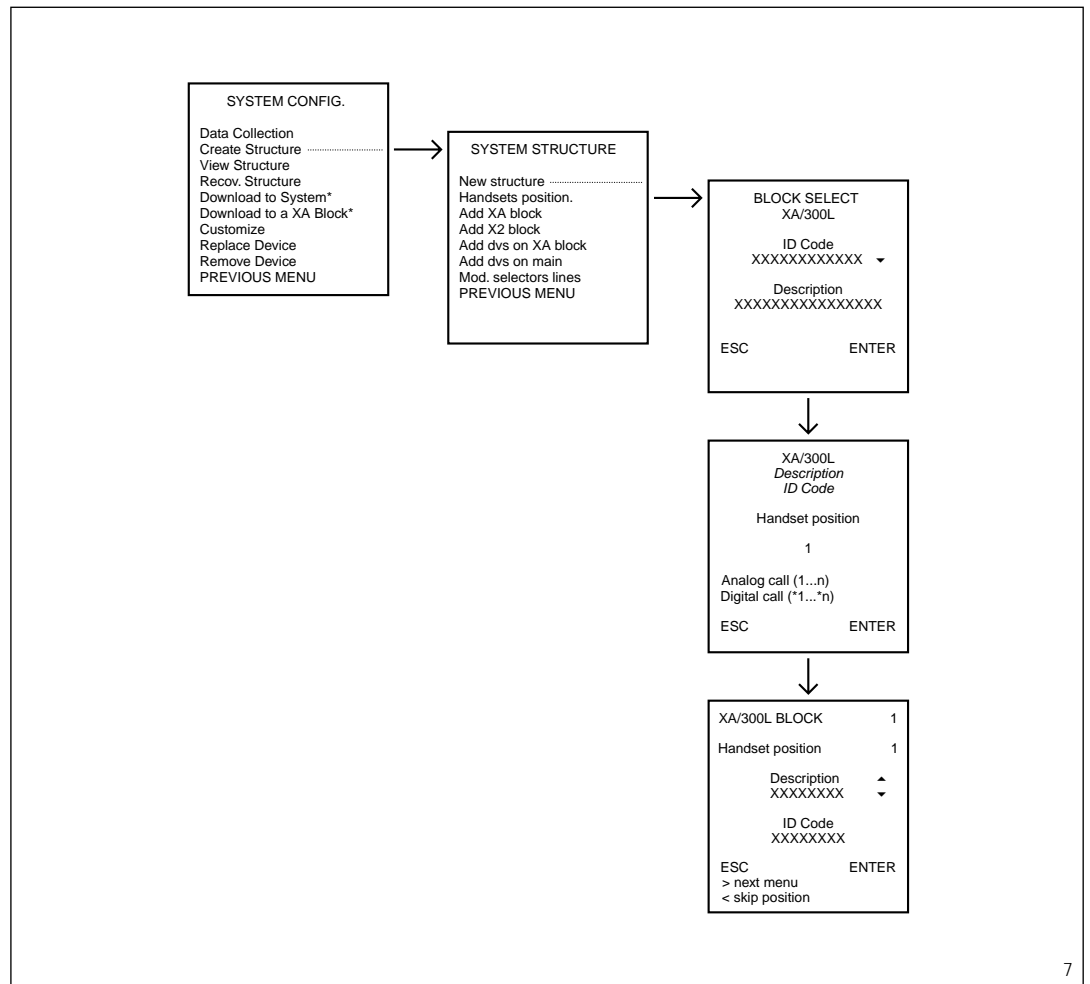 SYSTEM CONFIG.
Data Collection
Create Structure
View Structure
Recov. Structure
Download to System*
Download to a XA Block*
Customize
Replace Device
Remove Device
PREVIOUS MENU
SYSTEM STRUCTURE
New structure
Handsets position.
Add XA block
Add X2 block
Add dvs on XA block
Add dvs on main
Mod. selectors lines
PREVIOUS MENU
BLOCK SELECT
XA/300L
ID Code
XXXXXXXXXXXX
Description
XXXXXXXXXXXXXXXX
ESC ENTER
XA/300L
Description
ID Code
Handset position
1
Analog call (1...n)
Digital call (*1...*n)
ESC ENTER
XA/300L BLOCK 1
Handset position 1
Description
XXXXXXXX
ID Code
XXXXXXXX
ESC ENTER
> next menu
< skip position
7